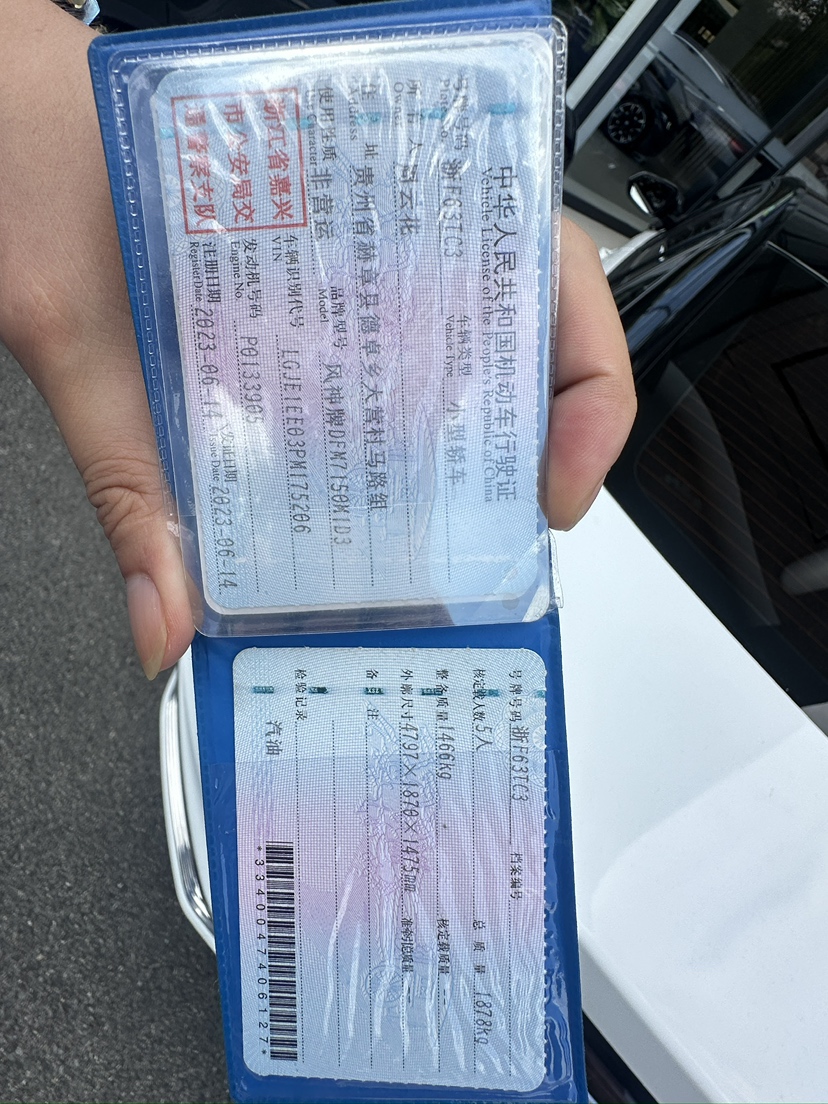 中华人民共和国机动车行驶证
Vehicle License of the People's Republic of China
号牌号码 浙F63TC3 车辆类型 小型轿车
Plate No. Vehicle Type
所有人 云花
Owner
住址 贵州省赫章县德卓乡大营村马路组
Address
使用性质 非营运 品牌型号 风神牌DFM7150M1D3
Use Character Model
浙江省嘉兴
市公安局交
通警察支队
车辆识别代号 LGJE1EE03PM175206
VIN
发动机号码 P0133905
Engine No.
注册日期 2023-06-14 发证日期 2023-06-14
Register Date Issue Date
号牌号码 浙F63TC3 档案编号
核定载人数 5人 总质量 1878kg
整备质量 1466kg 核定载质量 --
外廓尺寸 4797×1870×1475mm 准牵引总质量 --
备注
检验记录
汽油
*3340047406127*